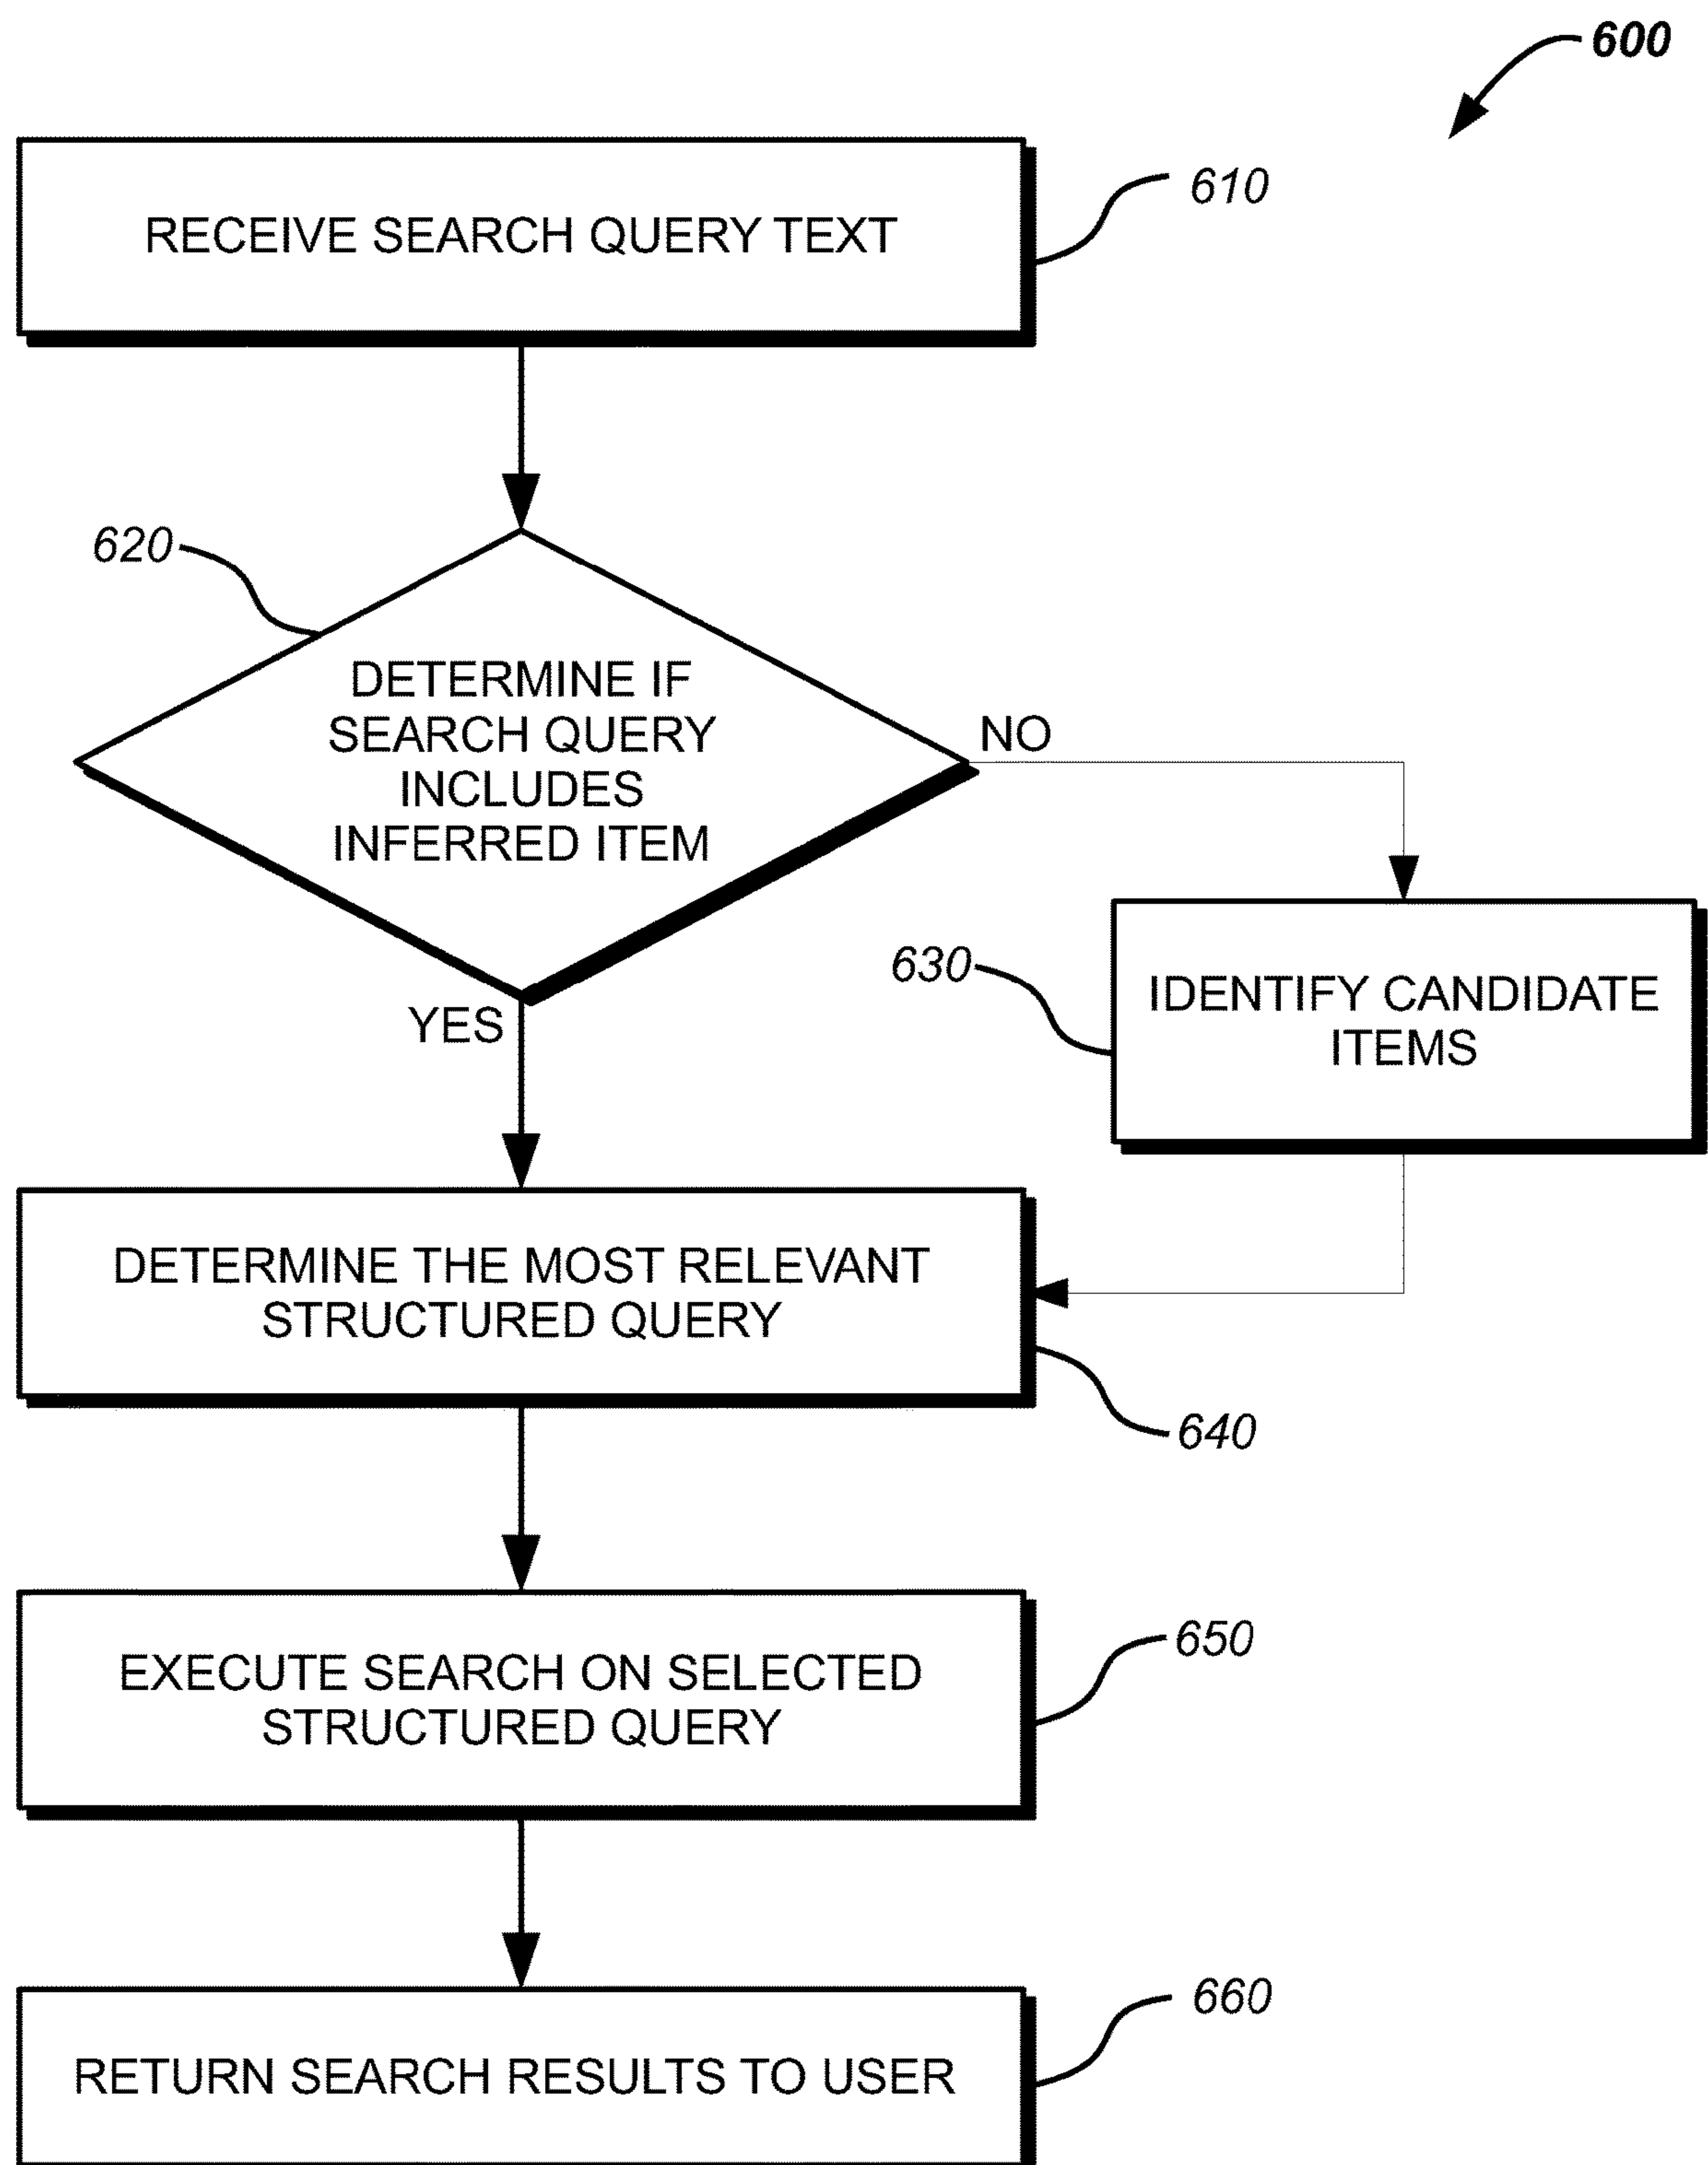 600
RECEIVE SEARCH QUERY TEXT
610
620
DETERMINE IF
SEARCH QUERY
INCLUDES
INFERRED ITEM
NO
YES
630
IDENTIFY CANDIDATE
ITEMS
DETERMINE THE MOST RELEVANT
STRUCTURED QUERY
640
EXECUTE SEARCH ON SELECTED
STRUCTURED QUERY
650
RETURN SEARCH RESULTS TO USER
660